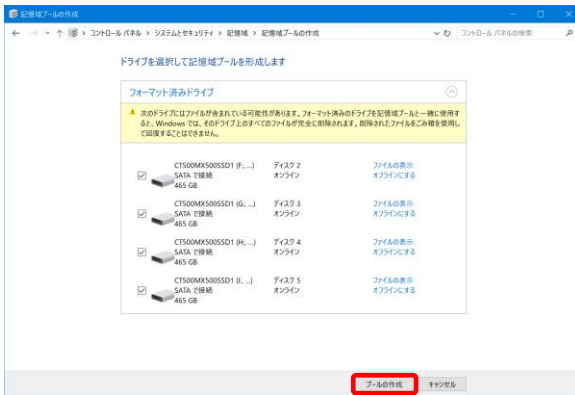 記憶域プールの作成
コントロール パネル › システムとセキュリティ › 記憶域 › 記憶域プールの作成
コントロール パネルの検索
ドライブを選択して記憶域プールを形成します
フォーマット済みドライブ
次のドライブにはファイルが含まれている可能性があります。フォーマット済みのドライブを記憶域プールと一緒に使用す
ると、Windows では、そのドライブ上のすべてのファイルが完全に削除されます。削除されたファイルをごみ箱を使用し
て回復することはできません。
CT500MX500SSD1 (F:, ...) ディスク 2 ファイルの表示
SATA で接続 オンライン オフラインにする
465 GB
CT500MX500SSD1 (G:, ...) ディスク 3 ファイルの表示
SATA で接続 オンライン オフラインにする
465 GB
CT500MX500SSD1 (H:, ...) ディスク 4 ファイルの表示
SATA で接続 オンライン オフラインにする
465 GB
CT500MX500SSD1 (I:, ...) ディスク 5 ファイルの表示
SATA で接続 オンライン オフラインにする
465 GB
プールの作成 キャンセル